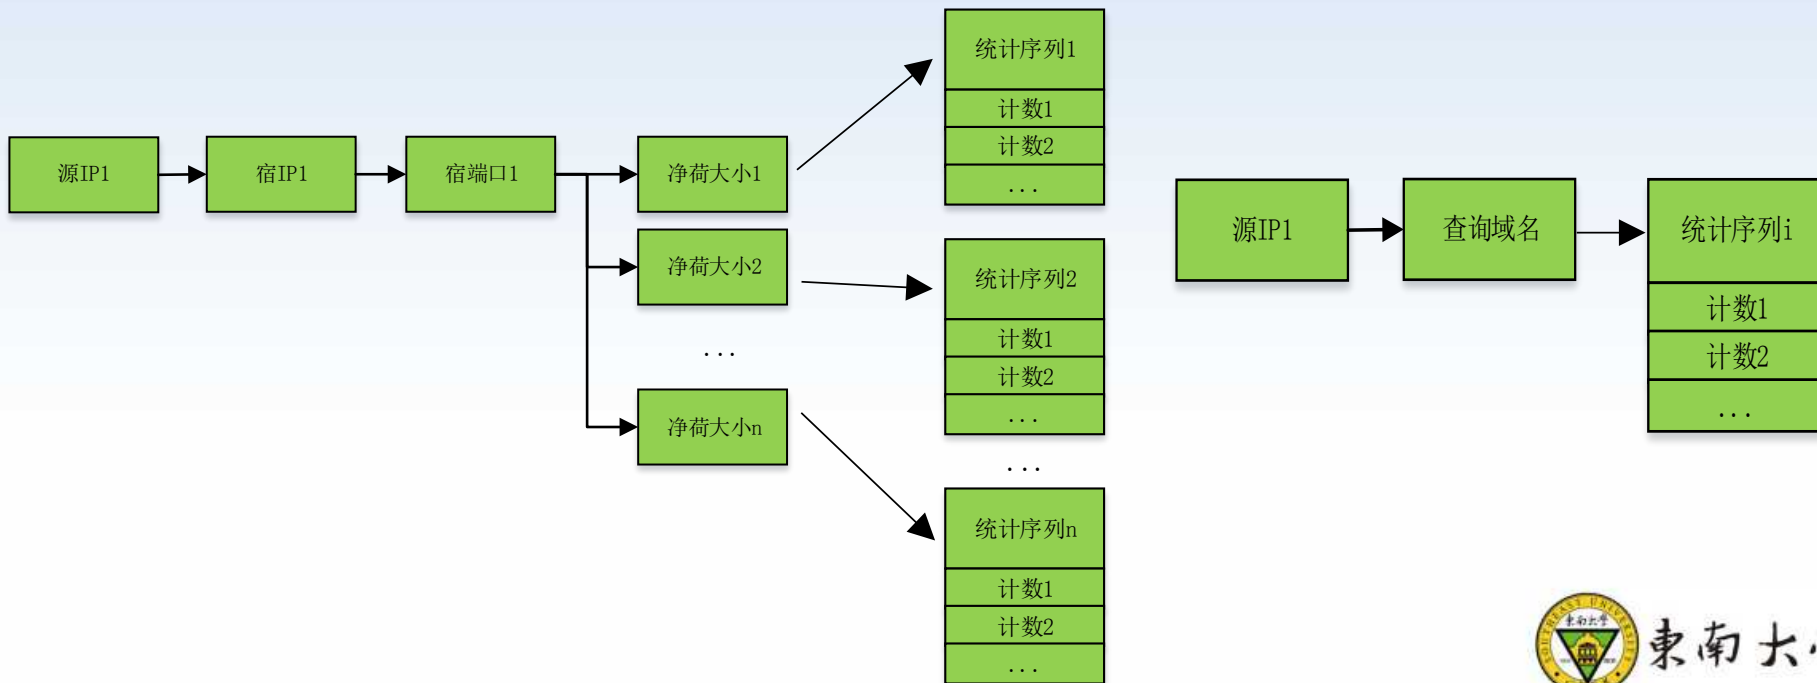 源IP1
宿IP1
宿端口1
净荷大小1
净荷大小2
...
净荷大小n
统计序列1
计数1
计数2
...
统计序列2
计数1
计数2
...
...
统计序列n
计数1
计数2
...
源IP1
查询域名
统计序列i
计数1
计数2
...
東南大